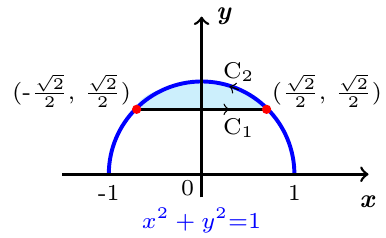 y
C₂
(-√2/2, √2/2)
(√2/2, √2/2)
C₁
-1
0
1
x
x² + y²=1